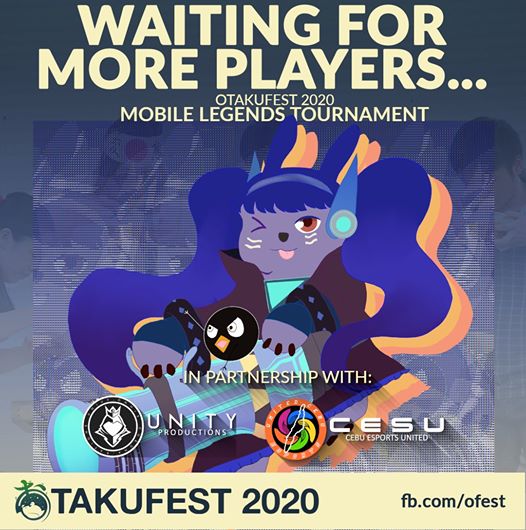 WAITING FOR
MORE PLAYERS...
OTAKUFEST 2020
MOBILE LEGENDS TOURNAMENT
IN PARTNERSHIP WITH:
UNITY
PRODUCTIONS
CESU
CEBU ESPORTS UNITED
TAKUFEST 2020
fb.com/ofest